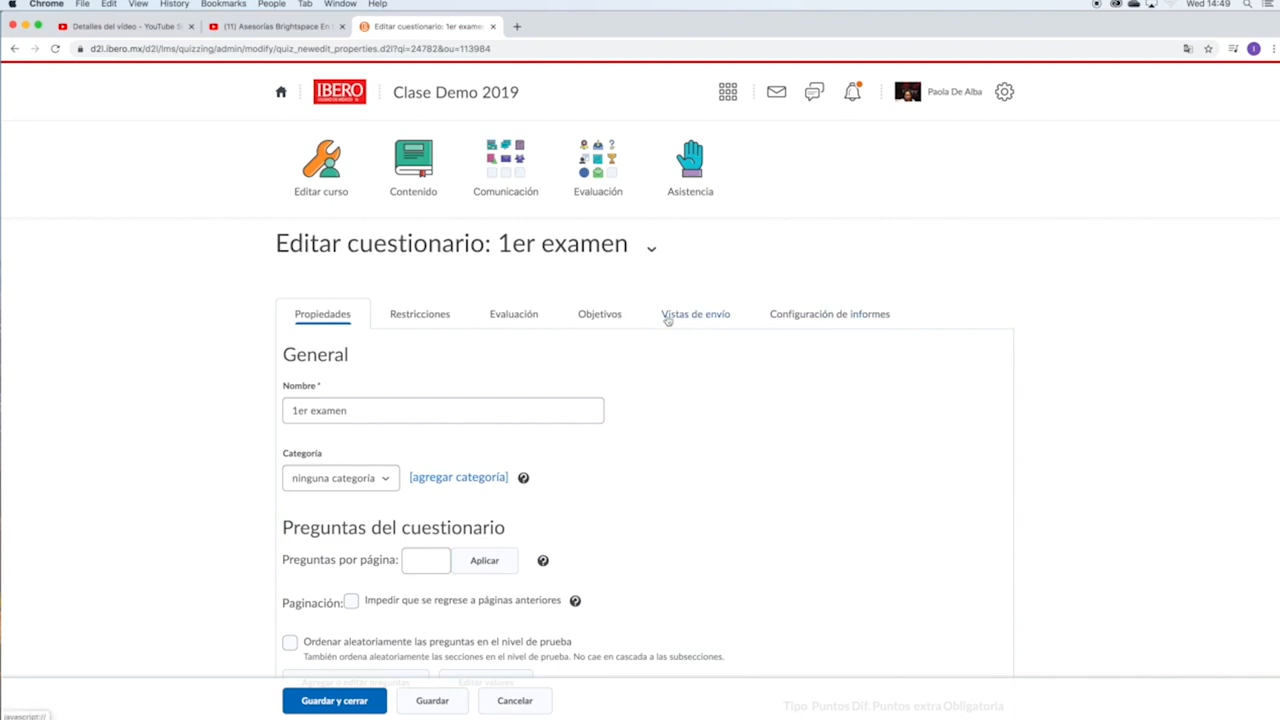 Chrome File Edit View History Bookmarks People Tab Window Help Wed 14:49
Detalles del vídeo - YouTube S (11) Asesorías Brightspace En Editar cuestionario: 1er exame
d2l.ibero.mx/d2l/lms/quizzing/admin/modify/quiz_newedit_properties.d2l?qi=24782&ou=113984
IBERO Clase Demo 2019 Paola De Alba
Editar curso Contenido Comunicación Evaluación Asistencia
Editar cuestionario: 1er examen
Propiedades Restricciones Evaluación Objetivos Vistas de envío Configuración de informes
General
Nombre *
1er examen
Categoría
ninguna categoría [agregar categoría]
Preguntas del cuestionario
Preguntas por página: Aplicar
Paginación: Impedir que se regrese a páginas anteriores
Ordenar aleatoriamente las preguntas en el nivel de prueba
También ordena aleatoriamente las secciones en el nivel de prueba. No cae en cascada a las subsecciones.
Agregar o editar preguntas Editar valores
Guardar y cerrar Guardar Cancelar
Tipo Puntos Dif. Puntos extra Obligatoria
javascript://